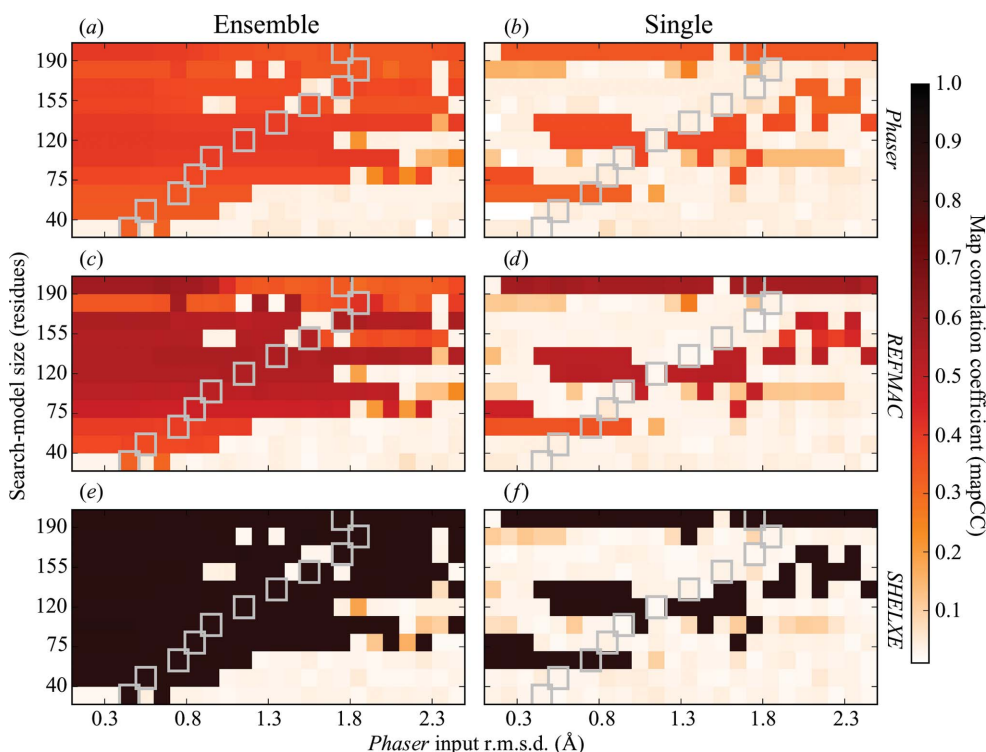 Ensemble
Single
(a)
(b)
190
155
120
75
40
Phaser
(c)
(d)
190
155
120
75
40
REFMAC
(e)
(f)
190
155
120
75
40
SHELXE
0.3 0.8 1.3 1.8 2.3
0.3 0.8 1.3 1.8 2.3
Phaser input r.m.s.d. (Å)
Search-model size (residues)
1.0
0.9
0.8
0.7
0.6
0.5
0.4
0.3
0.2
0.1
Map correlation coefficient (mapCC)